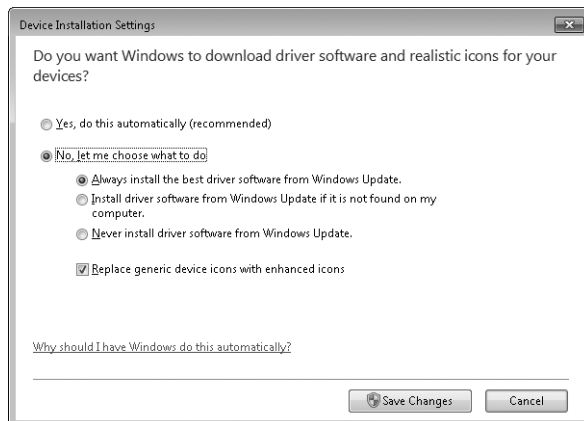 Device Installation Settings
Do you want Windows to download driver software and realistic icons for your
devices?
Yes, do this automatically (recommended)
No, let me choose what to do
Always install the best driver software from Windows Update.
Install driver software from Windows Update if it is not found on my
computer.
Never install driver software from Windows Update.
Replace generic device icons with enhanced icons
Why should I have Windows do this automatically?
Save Changes Cancel